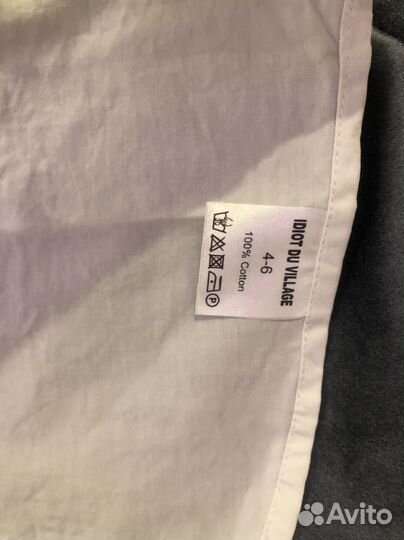 IDIOT DU VILLAGE
4-6
100% Cotton
P
Avito